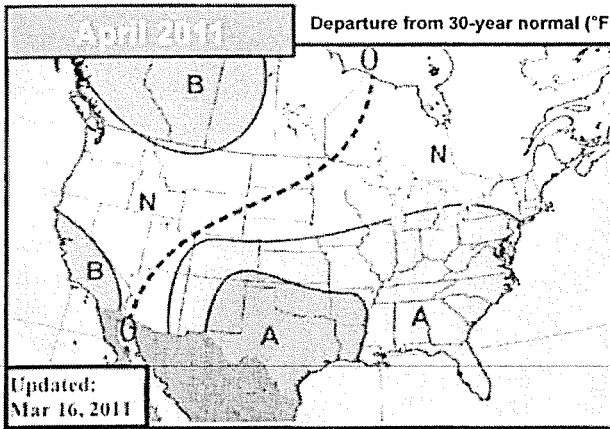 April 2011
Departure from 30-year normal (°F
0
B
N
N
B
0
A
A
Updated:
Mar 16, 2011